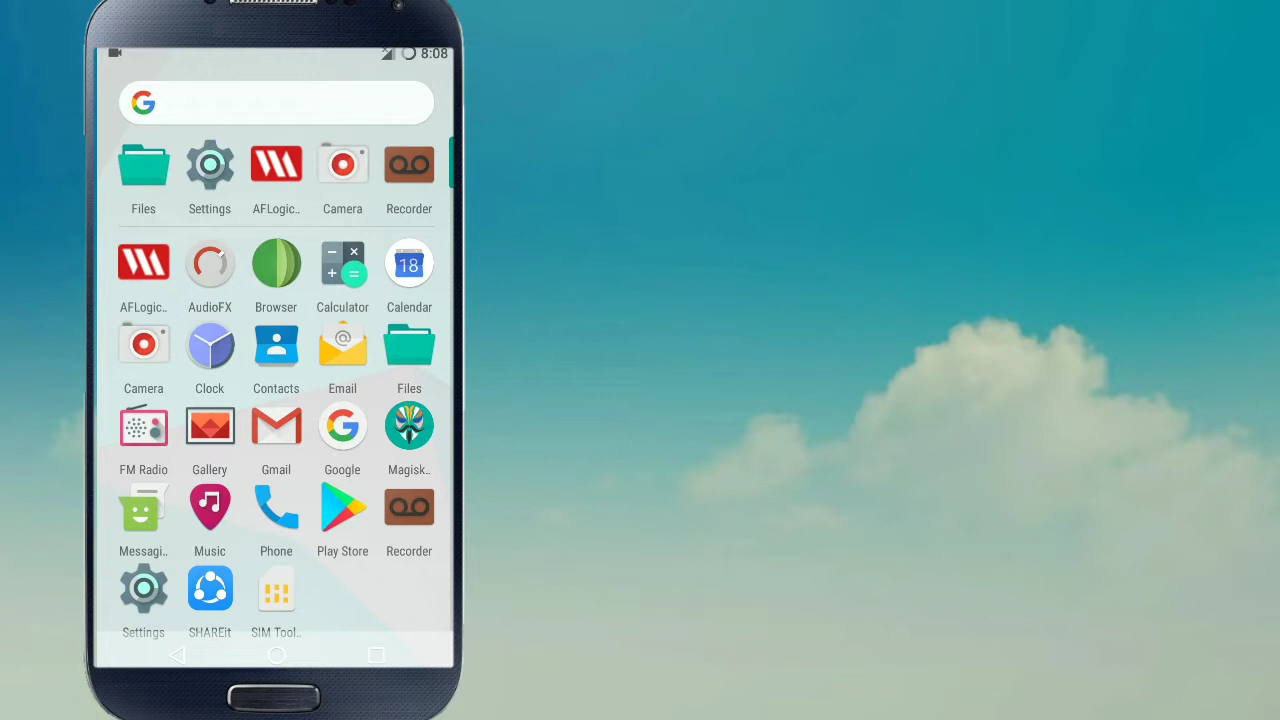 8:08
Files Settings AFLogic.. Camera Recorder
AFLogic.. AudioFX Browser Calculator Calendar
18
Camera Clock Contacts Email Files
FM Radio Gallery Gmail Google Magisk..
Messagi.. Music Phone Play Store Recorder
Settings SHAREit SIM Tool..